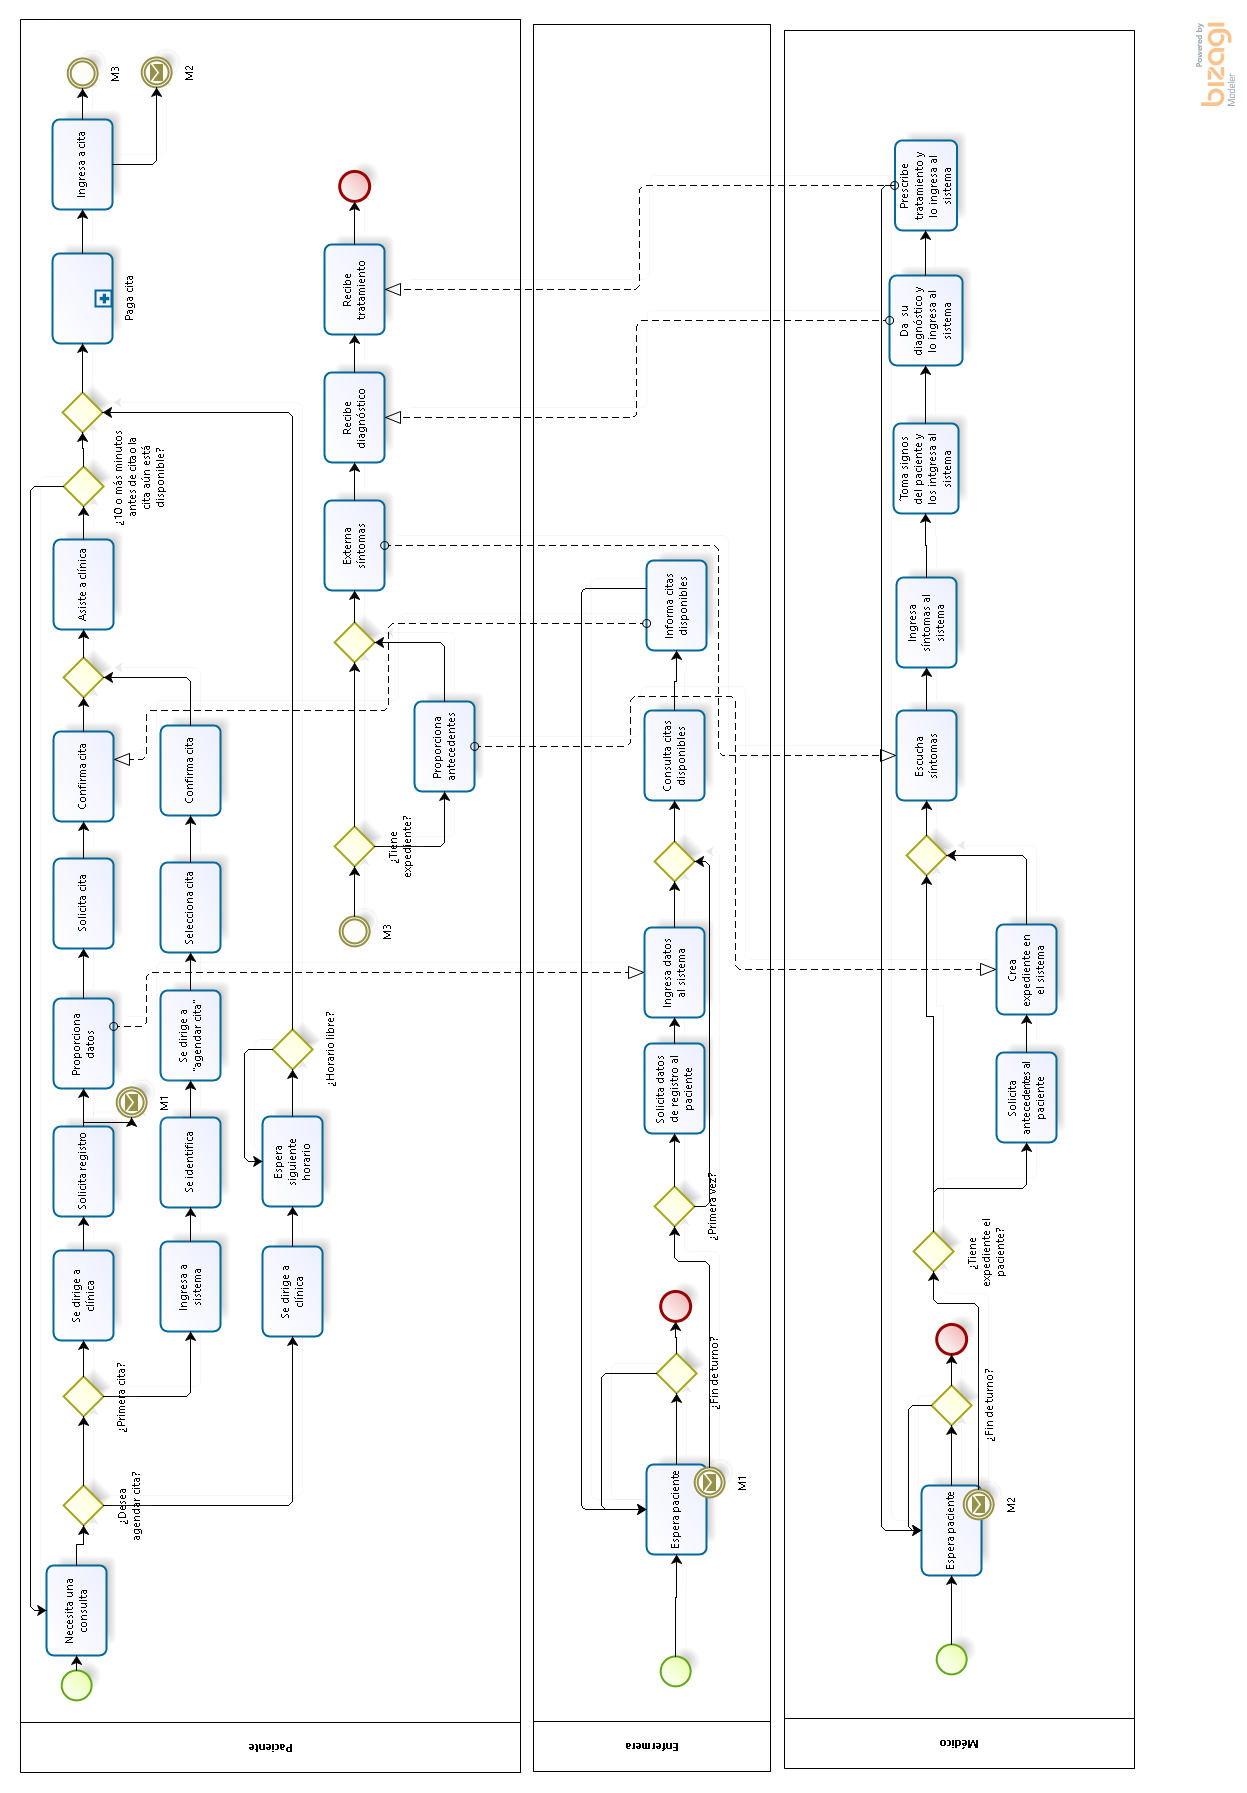 Paciente
Necesita una
consulta
¿Desea
agendar cita?
¿Primera cita?
Se dirige a
clínica
Solicita registro
M1
Proporciona
datos
Solicita cita
Confirma cita
Asiste a clínica
¿10 o más minutos
antes de cita o la
cita aún está
disponible?
Paga cita
Ingresa a cita
M3
M2
Ingresa a
sistema
Se identifica
Se dirige a
"agendar cita"
Selecciona cita
Confirma cita
Se dirige a
clínica
Espera
siguiente
horario
¿Horario libre?
M3
¿Tiene
expediente?
Proporciona
antecedentes
Externa
síntomas
Recibe
diagnóstico
Recibe
tratamiento
Enfermera
Espera paciente
M1
¿Fin de turno?
¿Primera vez?
Solicita datos
de registro al
paciente
Ingresa datos
al sistema
Consulta citas
disponibles
Informa citas
disponibles
Médico
Espera paciente
M2
¿Fin de turno?
¿Tiene
expediente el
paciente?
Solicita
antecedentes al
paciente
Crea
expediente en
el sistema
Escucha
síntomas
Ingresa
síntomas al
sistema
Toma signos
del paciente y
los intgresa al
sistema
Da su
diagnóstico y
lo ingresa al
sistema
Prescribe
tratamiento y
lo ingresa al
sistema
Powered by
bizagi
Modeler